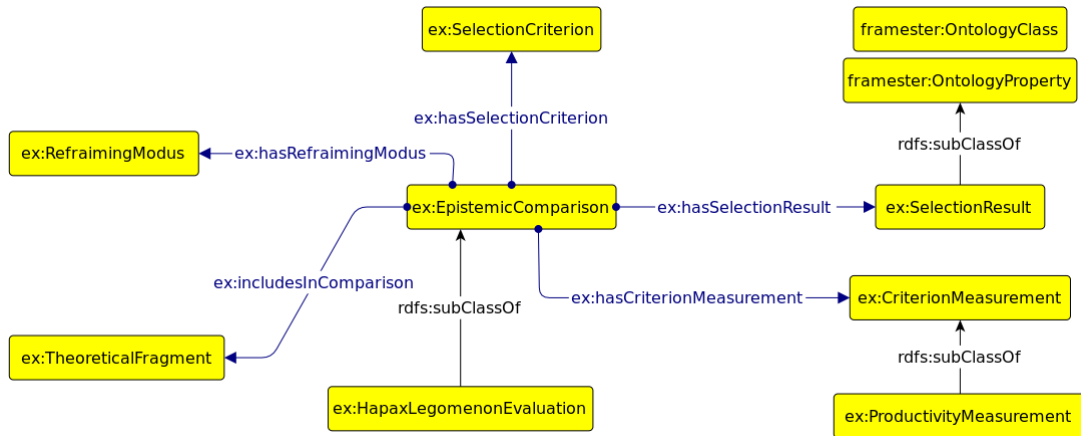 ex:SelectionCriterion
framester:OntologyClass
framester:OntologyProperty
ex:hasSelectionCriterion
rdfs:subClassOf
ex:RefraimingModus
ex:hasRefraimingModus
ex:EpistemicComparison
ex:hasSelectionResult
ex:SelectionResult
ex:includesInComparison
rdfs:subClassOf
ex:hasCriterionMeasurement
ex:CriterionMeasurement
ex:TheoreticalFragment
rdfs:subClassOf
ex:HapaxLegomenonEvaluation
ex:ProductivityMeasurement